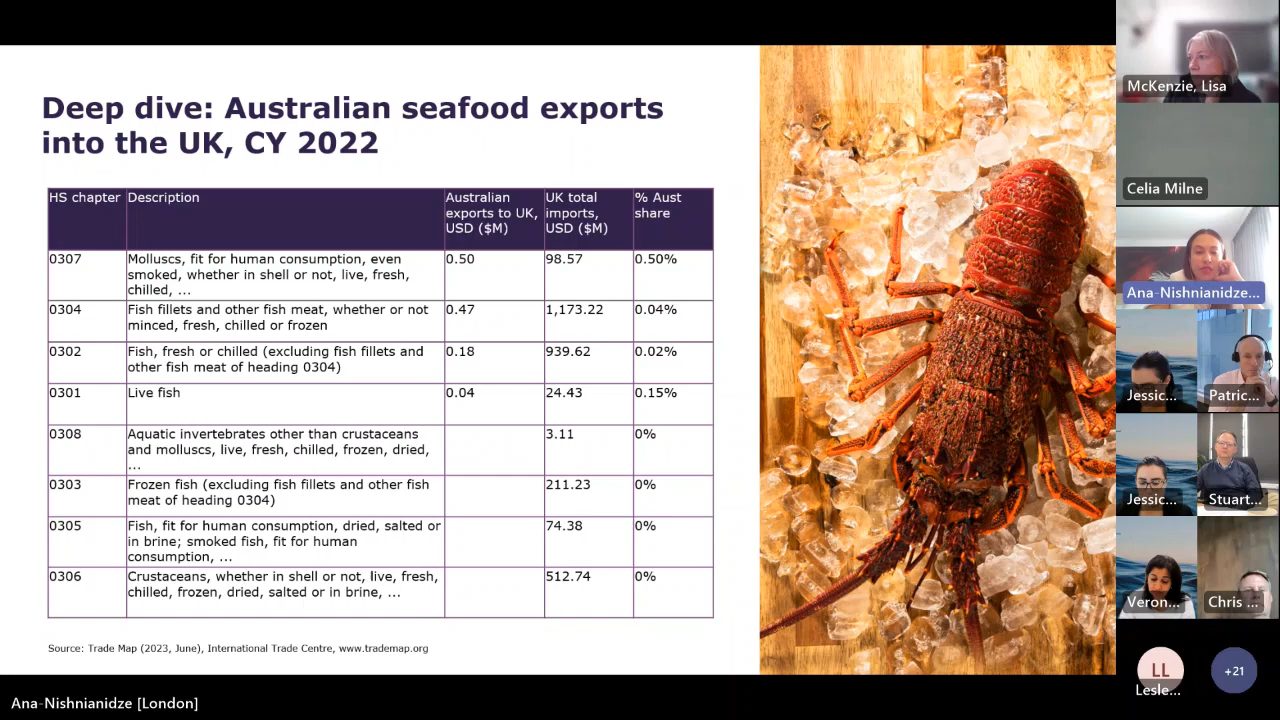 Deep dive: Australian seafood exports
into the UK, CY 2022
HS chapter Description Australian exports to UK, USD ($M) UK total imports, USD ($M) % Aust share
0307 Molluscs, fit for human consumption, even 0.50 98.57 0.50%
smoked, whether in shell or not, live, fresh,
chilled, ...
0304 Fish fillets and other fish meat, whether or not 0.47 1,173.22 0.04%
minced, fresh, chilled or frozen
0302 Fish, fresh or chilled (excluding fish fillets and 0.18 939.62 0.02%
other fish meat of heading 0304)
0301 Live fish 0.04 24.43 0.15%
0308 Aquatic invertebrates other than crustaceans 3.11 0%
and molluscs, live, fresh, chilled, frozen, dried,
...
0303 Frozen fish (excluding fish fillets and other fish 211.23 0%
meat of heading 0304)
0305 Fish, fit for human consumption, dried, salted or 74.38 0%
in brine; smoked fish, fit for human
consumption, ...
0306 Crustaceans, whether in shell or not, live, fresh, 512.74 0%
chilled, frozen, dried, salted or in brine, ...
Source: Trade Map (2023, June), International Trade Centre, www.trademap.org
Ana-Nishnianidze [London]
McKenzie, Lisa
Celia Milne
Ana-Nishnianidze...
Jessic... Patric...
Jessic... Stuart...
Veron... Chris ...
LL +21
Lesle...